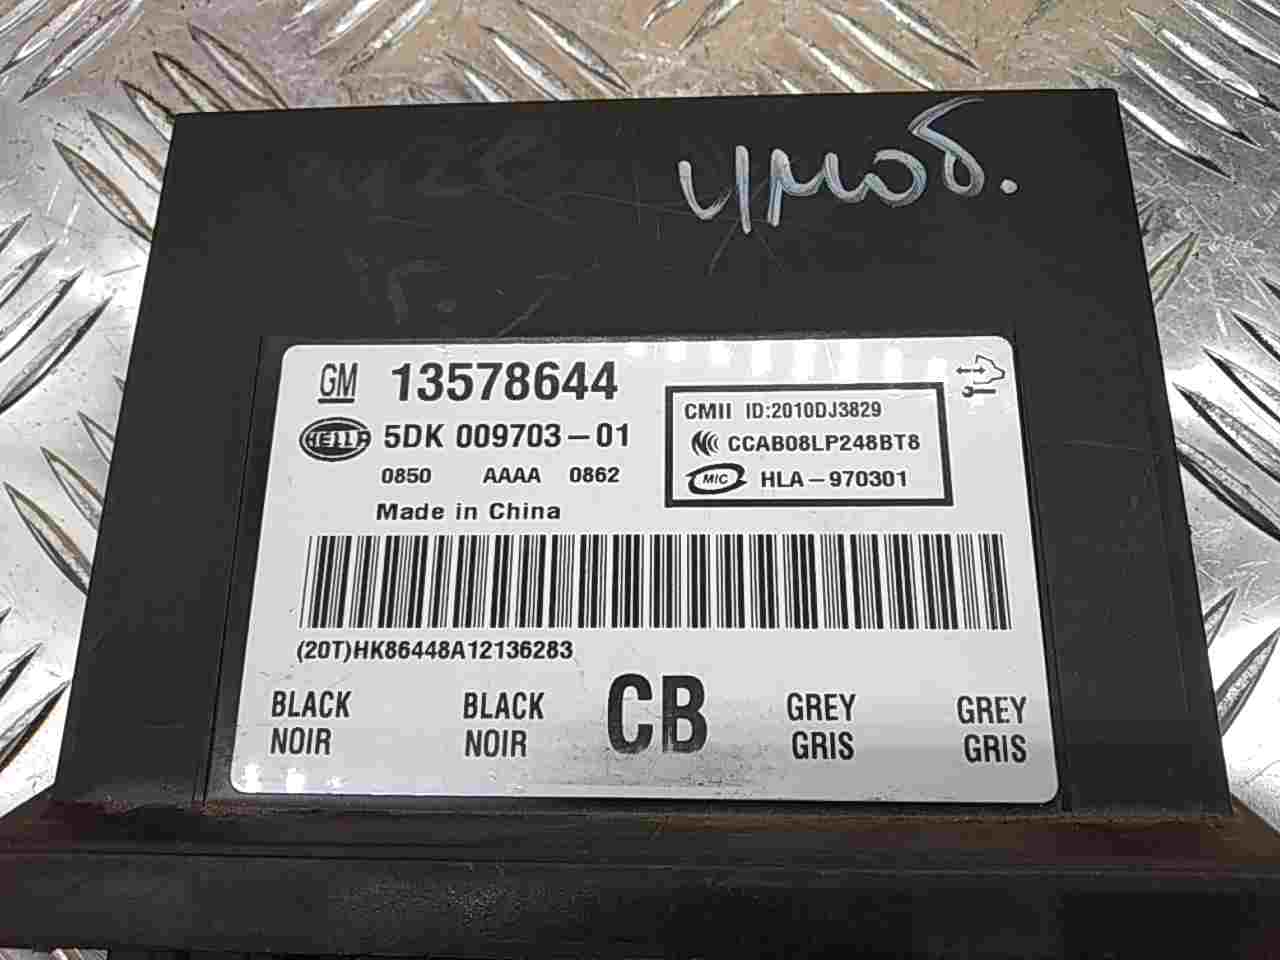 GM 13578644
HELLA 5DK 009703-01
0850 AAAA 0862
Made in China
CMII ID:2010DJ3829
CCAB08LP248BT8
MIC HLA-970301
(20T)HK86448A12136283
BLACK BLACK CB GREY GREY
NOIR NOIR GRIS GRIS